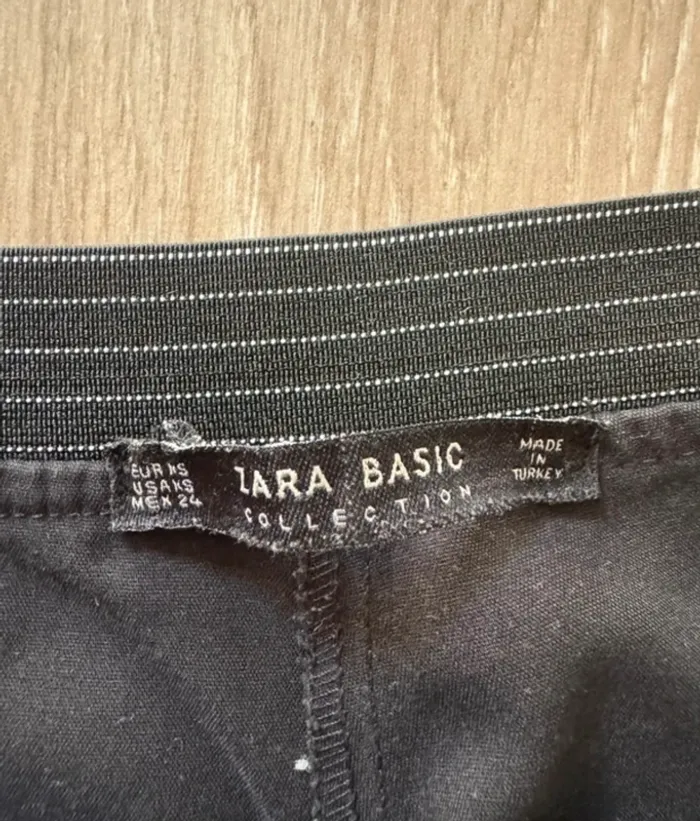 EUR XS
USA XS
MEX 24
ZARA BASIC
COLLECTION
MADE
IN
TURKEY